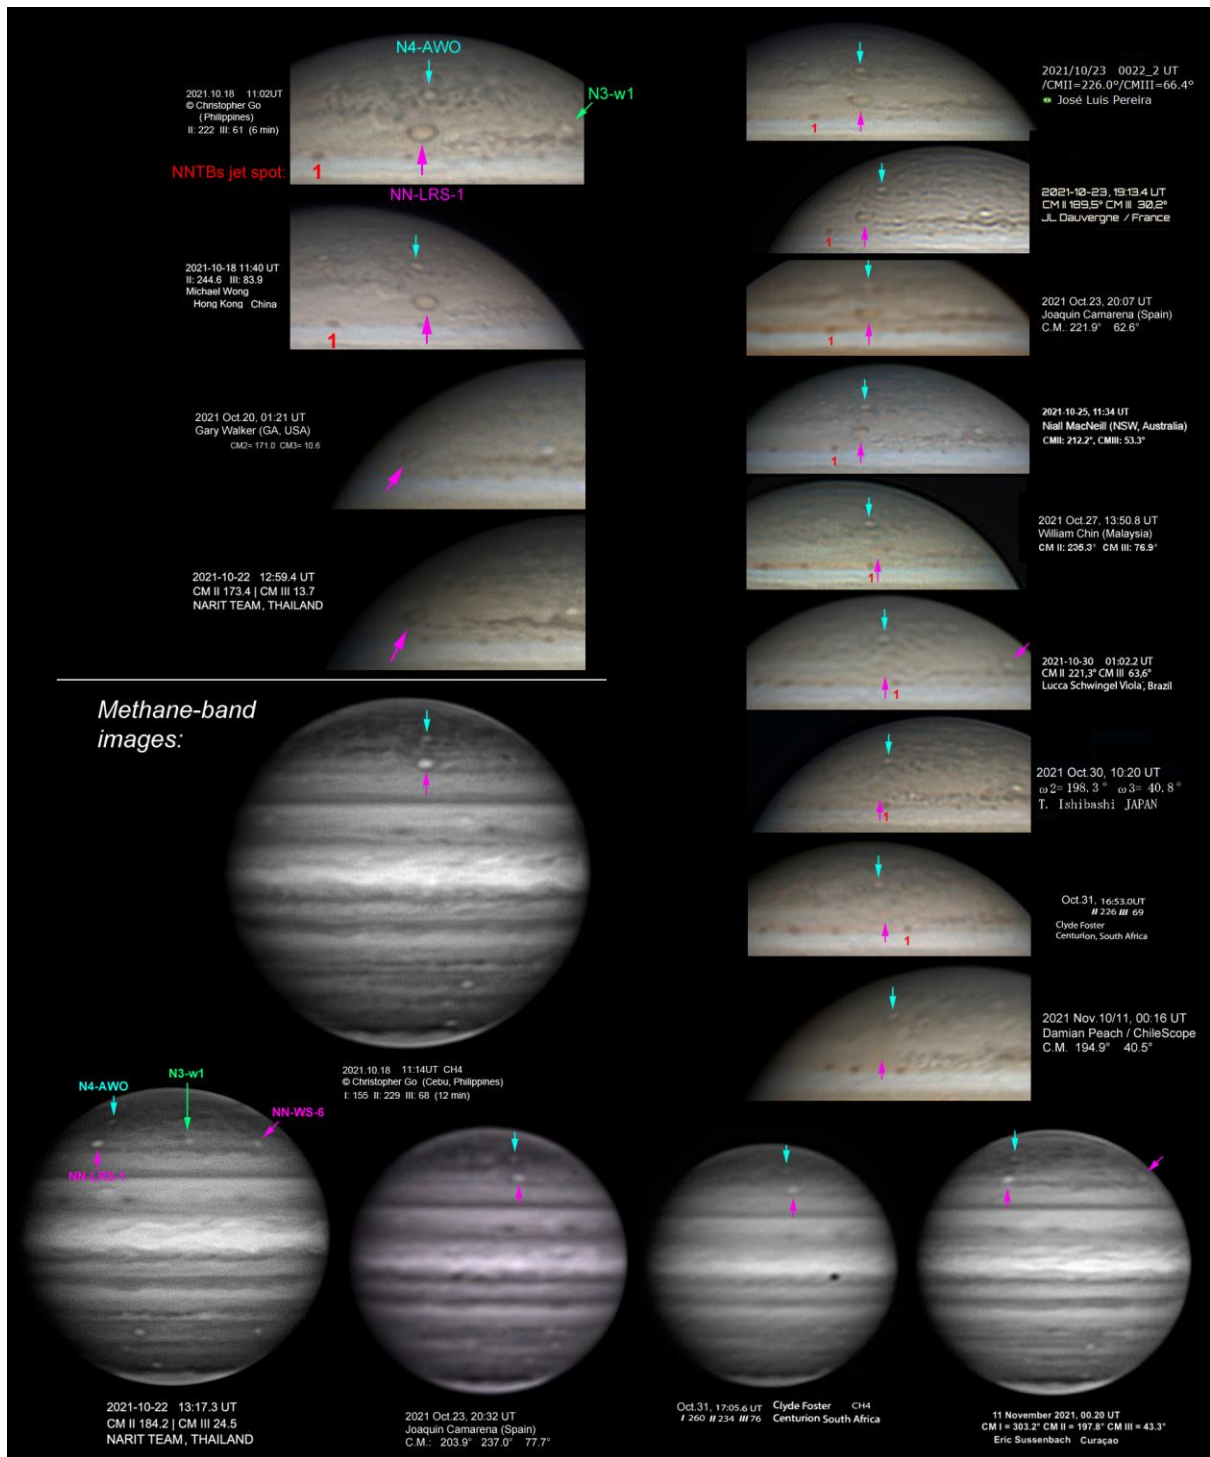 N4-AWO
2021.10.18 11:02UT
© Christopher Go
(Philippines)
II: 222 III: 61 (6 min)
N3-w1
NNTBs jet spot:
1
NN-LRS-1
2021-10-18 11:40 UT
II: 244.6 III: 83.9
Michael Wong
Hong Kong China
1
2021 Oct.20, 01:21 UT
Gary Walker (GA, USA)
CM2= 171.0 CM3= 10.6
2021-10-22 12:59.4 UT
CM II 173.4 | CM III 13.7
NARIT TEAM, THAILAND
2021/10/23 0022_2 UT
/CMII=226.0°/CMIII=66.4°
José Luis Pereira
1
2021-10-23, 19:13.4 UT
CM II 189,5° CM III 30,2°
JL Dauvergne / France
1
2021 Oct.23, 20:07 UT
Joaquin Camarena (Spain)
C.M.: 221.9° 62.6°
1
2021-10-25, 11:34 UT
Niall MacNeill (NSW, Australia)
CMII: 212.2°, CMIII: 53.3°
1
2021 Oct.27, 13:50.8 UT
William Chin (Malaysia)
CM II: 235.3° CM III: 76.9°
1
2021-10-30 01:02.2 UT
CM II 221,3° CM III 63,6°
Lucca Schwingel Viola, Brazil
1
2021 Oct.30, 10:20 UT
ω2= 198.3° ω3= 40.8°
T. Ishibashi JAPAN
1
Oct.31, 16:53.0UT
II 226 III 69
Clyde Foster
Centurion, South Africa
1
2021 Nov.10/11, 00:16 UT
Damian Peach / ChileScope
C.M. 194.9° 40.5°
Methane-band
images:
2021.10.18 11:14UT CH4
© Christopher Go (Cebu, Philippines)
I: 155 II: 229 III: 68 (12 min)
N4-AWO
N3-w1
NN-WS-6
NN-LRS-1
2021-10-22 13:17.3 UT
CM II 184.2 | CM III 24.5
NARIT TEAM, THAILAND
2021 Oct.23, 20:32 UT
Joaquin Camarena (Spain)
C.M.: 203.9° 237.0° 77.7°
Oct.31, 17:05.6 UT Clyde Foster CH4
I 260 II 234 III 76 Centurion South Africa
11 November 2021, 00.20 UT
CM I = 303.2° CM II = 197.8° CM III = 43.3°
Eric Sussenbach Curaçao